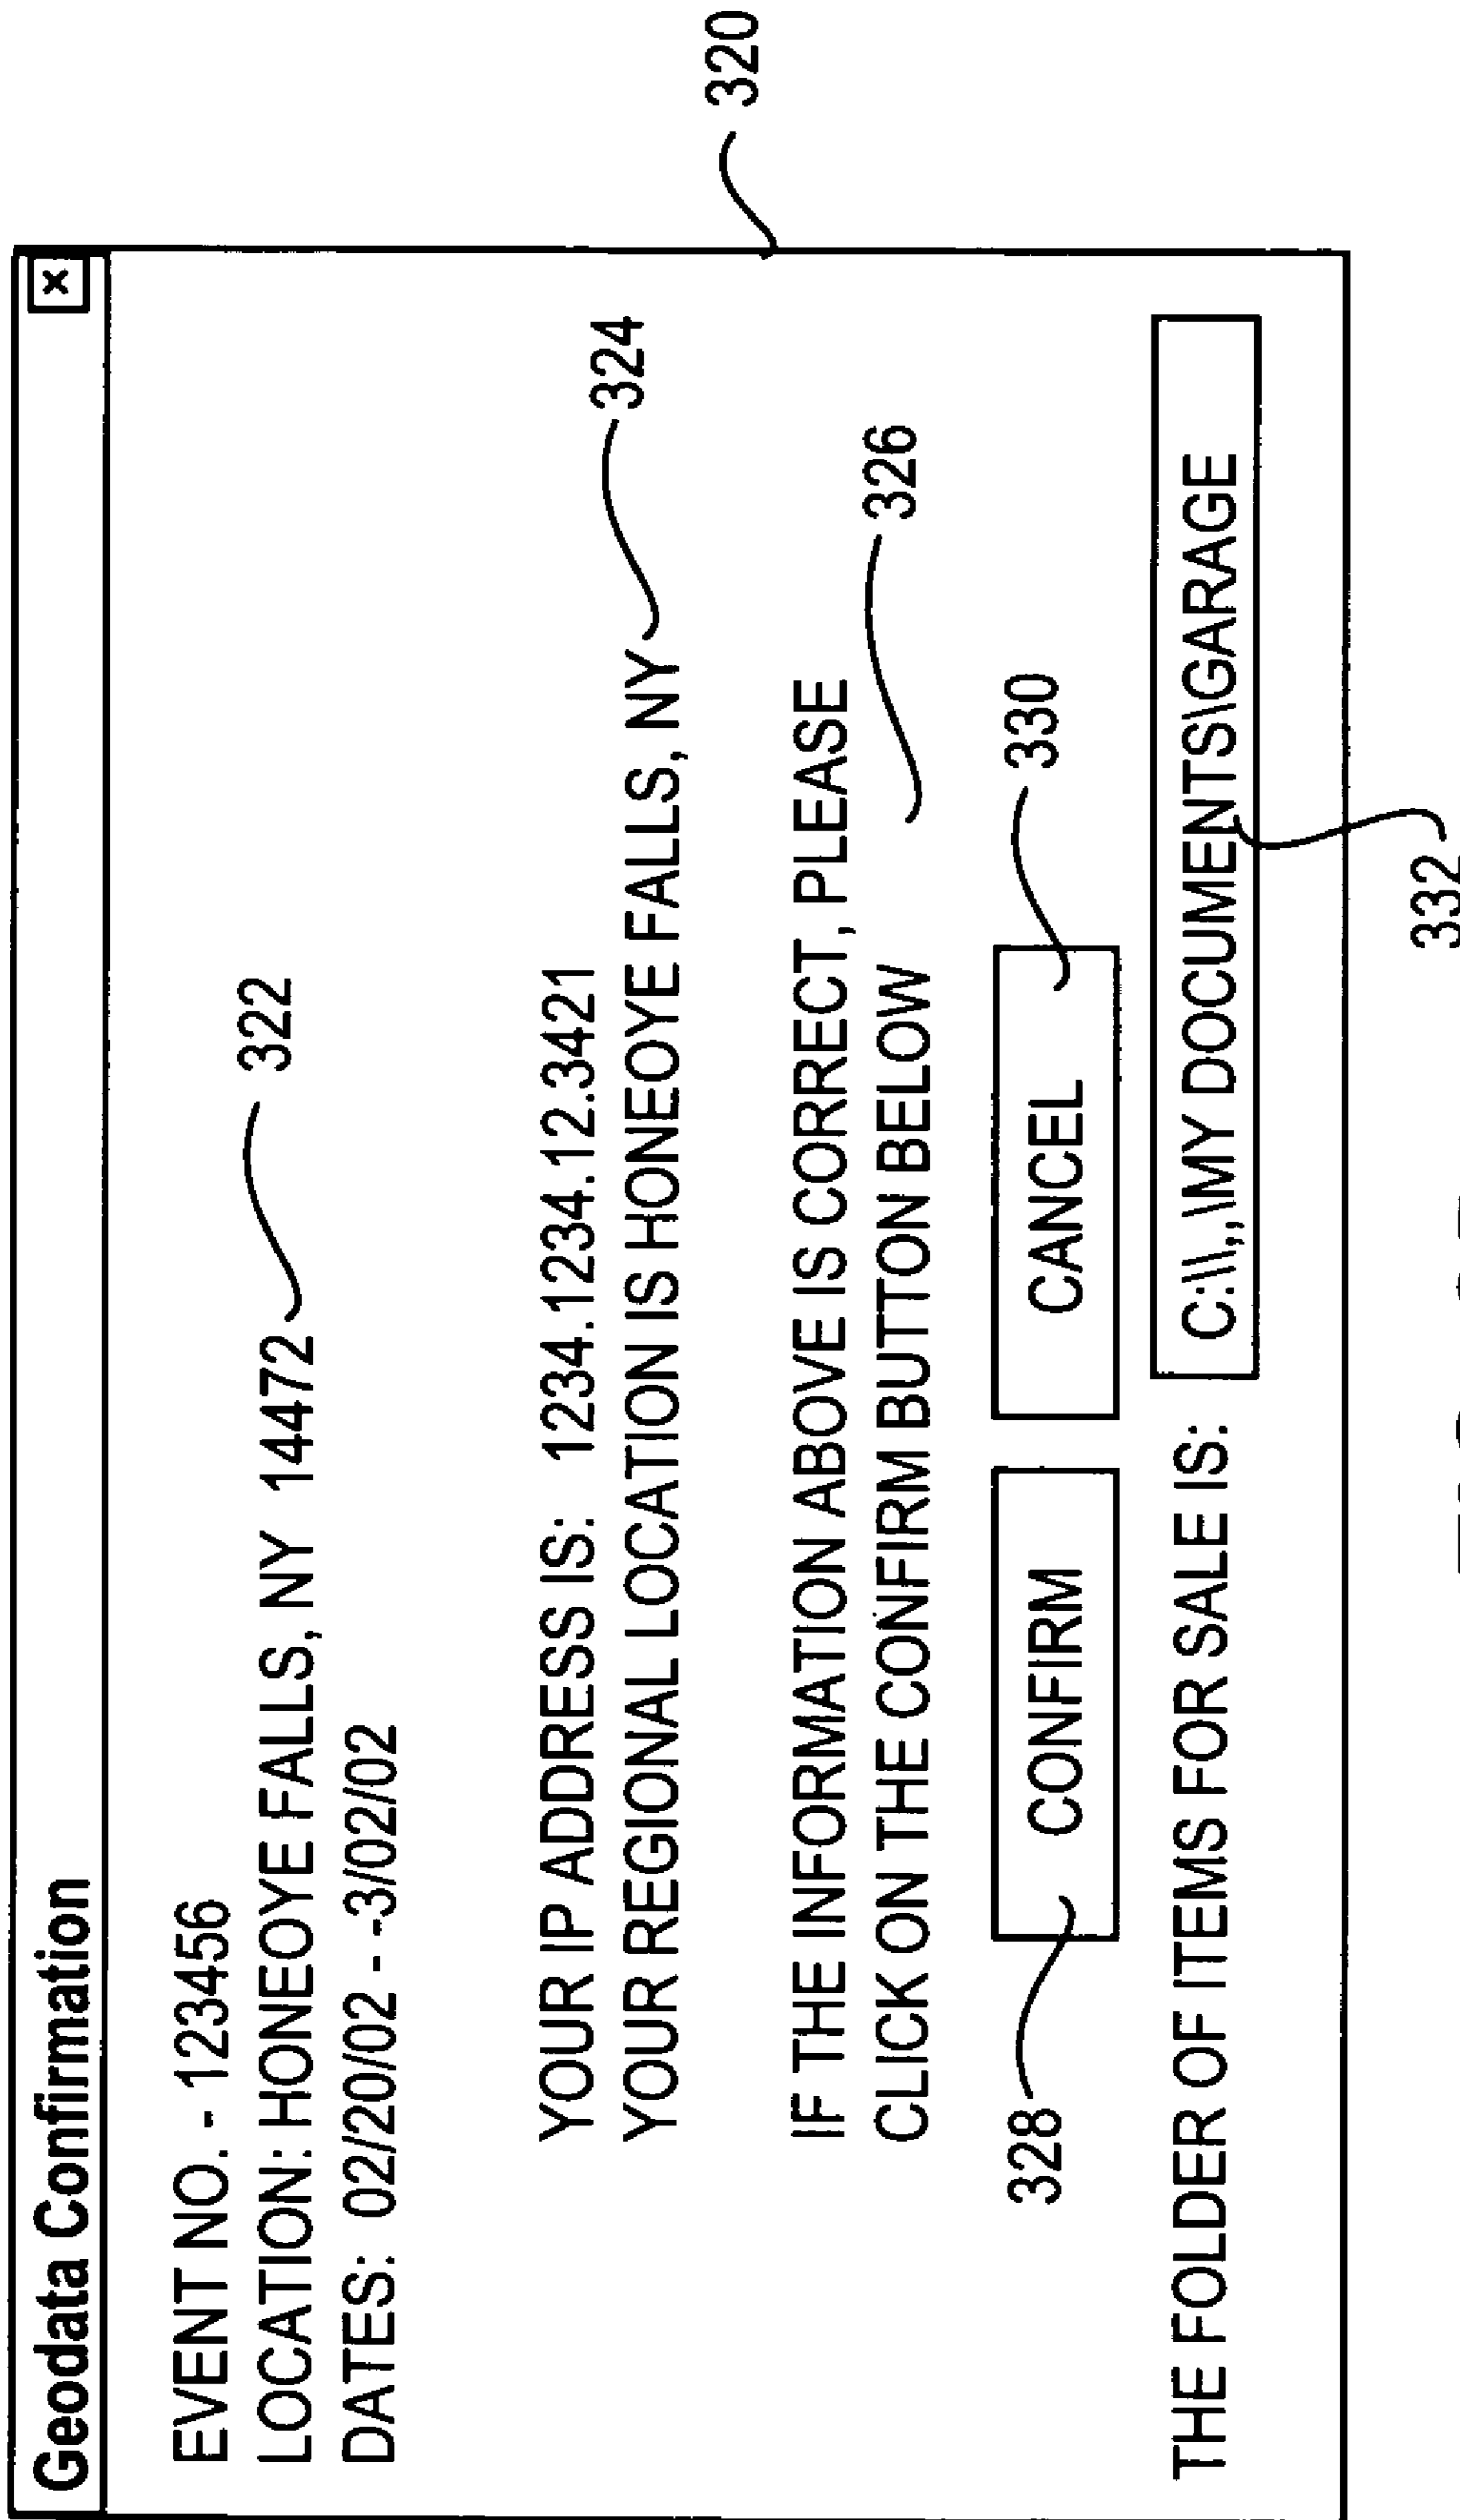 Geodata Confirmation
x
320
EVENT NO. - 123456
322
LOCATION: HONEOYE FALLS, NY 14472
DATES: 02/20/02 - -3/02/02
YOUR IP ADDRESS IS: 1234.1234.12.3421
324
YOUR REGIONAL LOCATION IS HONEOYE FALLS, NY
IF THE INFORMATION ABOVE IS CORRECT, PLEASE
326
CLICK ON THE CONFIRM BUTTON BELOW
328
CONFIRM
CANCEL
330
THE FOLDER OF ITEMS FOR SALE IS:
C:\\\,,\MY DOCUMENTS\GARAGE
332